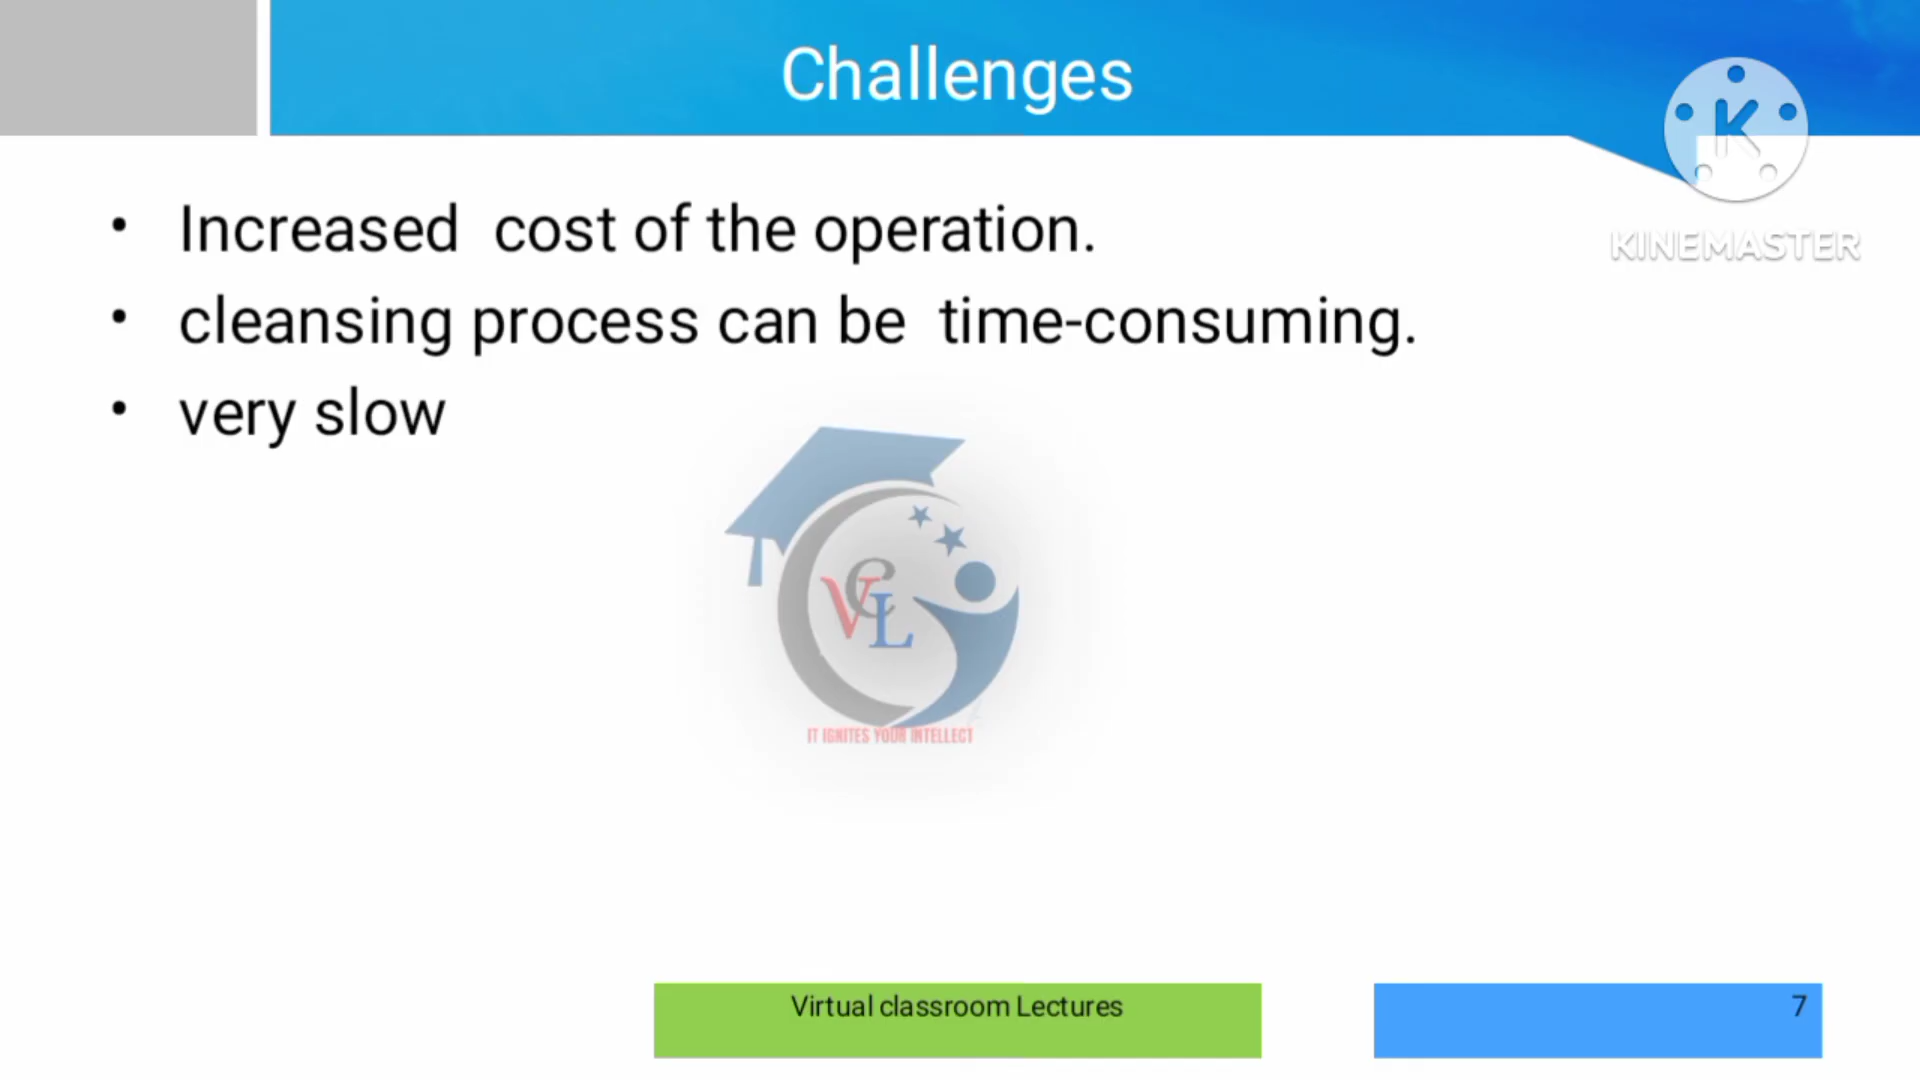 Challenges
K
KINEMASTER
• Increased cost of the operation.
• cleansing process can be time-consuming.
• very slow
VCL
IT IGNITES YOUR INTELLECT
Virtual classroom Lectures
7